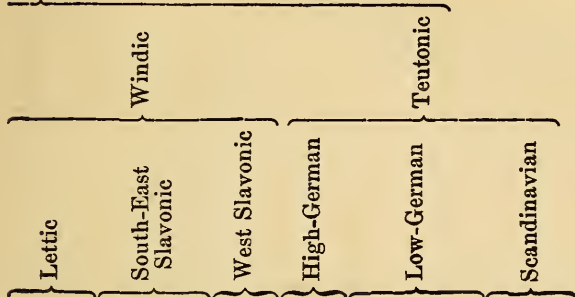 Windic
Teutonic
Lettic
South-East
Slavonic
West Slavonic
High-German
Low-German
Scandinavian